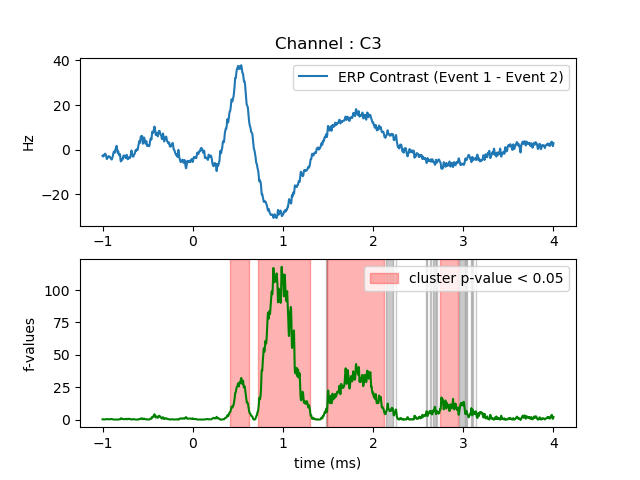 Channel : C3
40
20
0
−20
Hz
ERP Contrast (Event 1 - Event 2)
−1 0 1 2 3 4
100
75
50
25
0
f-values
cluster p-value < 0.05
−1 0 1 2 3 4
time (ms)